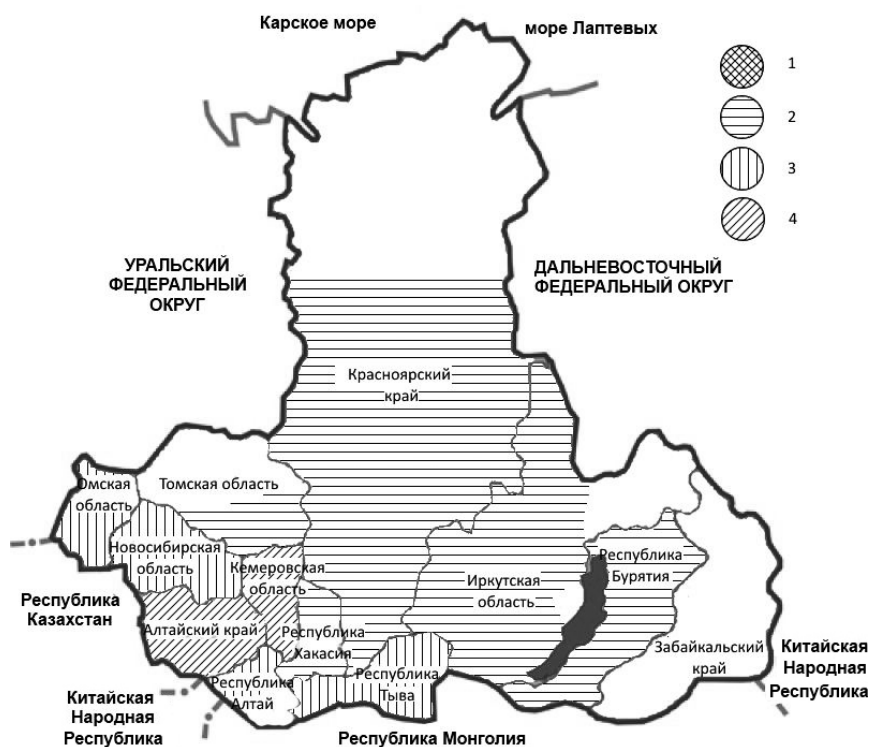 Карское море
море Лаптевых
1
2
3
4
УРАЛЬСКИЙ
ФЕДЕРАЛЬНЫЙ
ОКРУГ
ДАЛЬНЕВОСТОЧНЫЙ
ФЕДЕРАЛЬНЫЙ ОКРУГ
Красноярский
край
Омская
область
Томская область
Новосибирская
область
Кемеровская
область
Республика
Бурятия
Иркутская
область
Республика
Казахстан
Алтайский край
Республика
Хакасия
Забайкальский
край
Китайская
Народная
Республика
Республика
Алтай
Республика
Тыва
Китайская
Народная
Республика
Республика Монголия